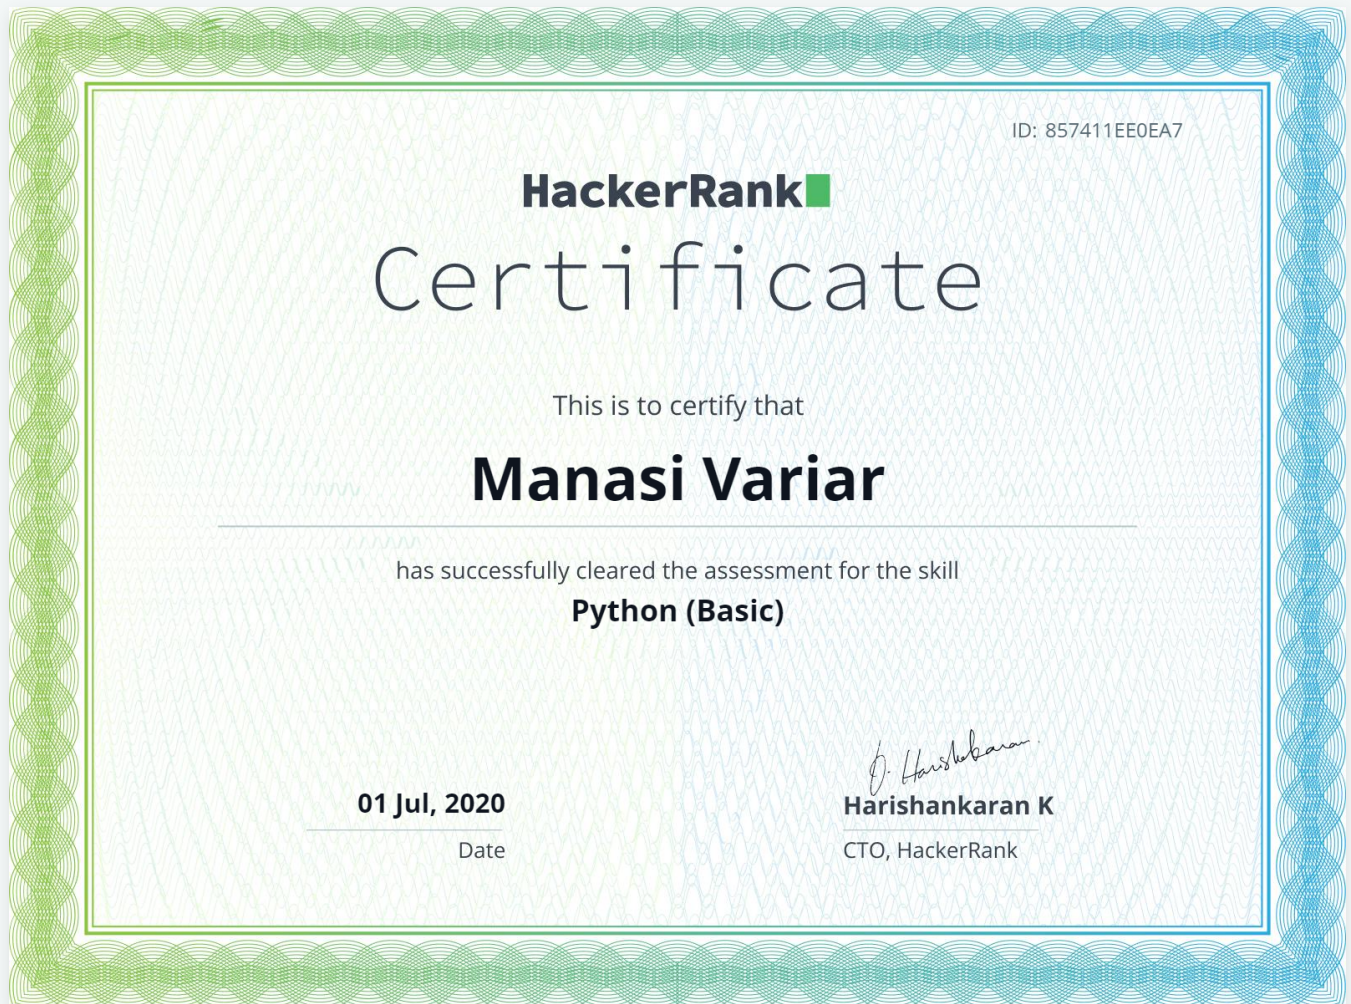 ID: 857411EE0EA7
HackerRank
Certificate
This is to certify that
Manasi Variar
has successfully cleared the assessment for the skill
Python (Basic)
01 Jul, 2020
Date
Harishankaran K
CTO, HackerRank